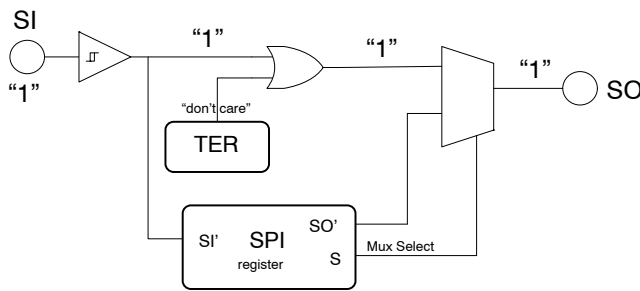 SI
“1”
“1”
“1”
“1”
SO
“don’t care”
TER
SI’
SPI
register
SO’
S
Mux Select